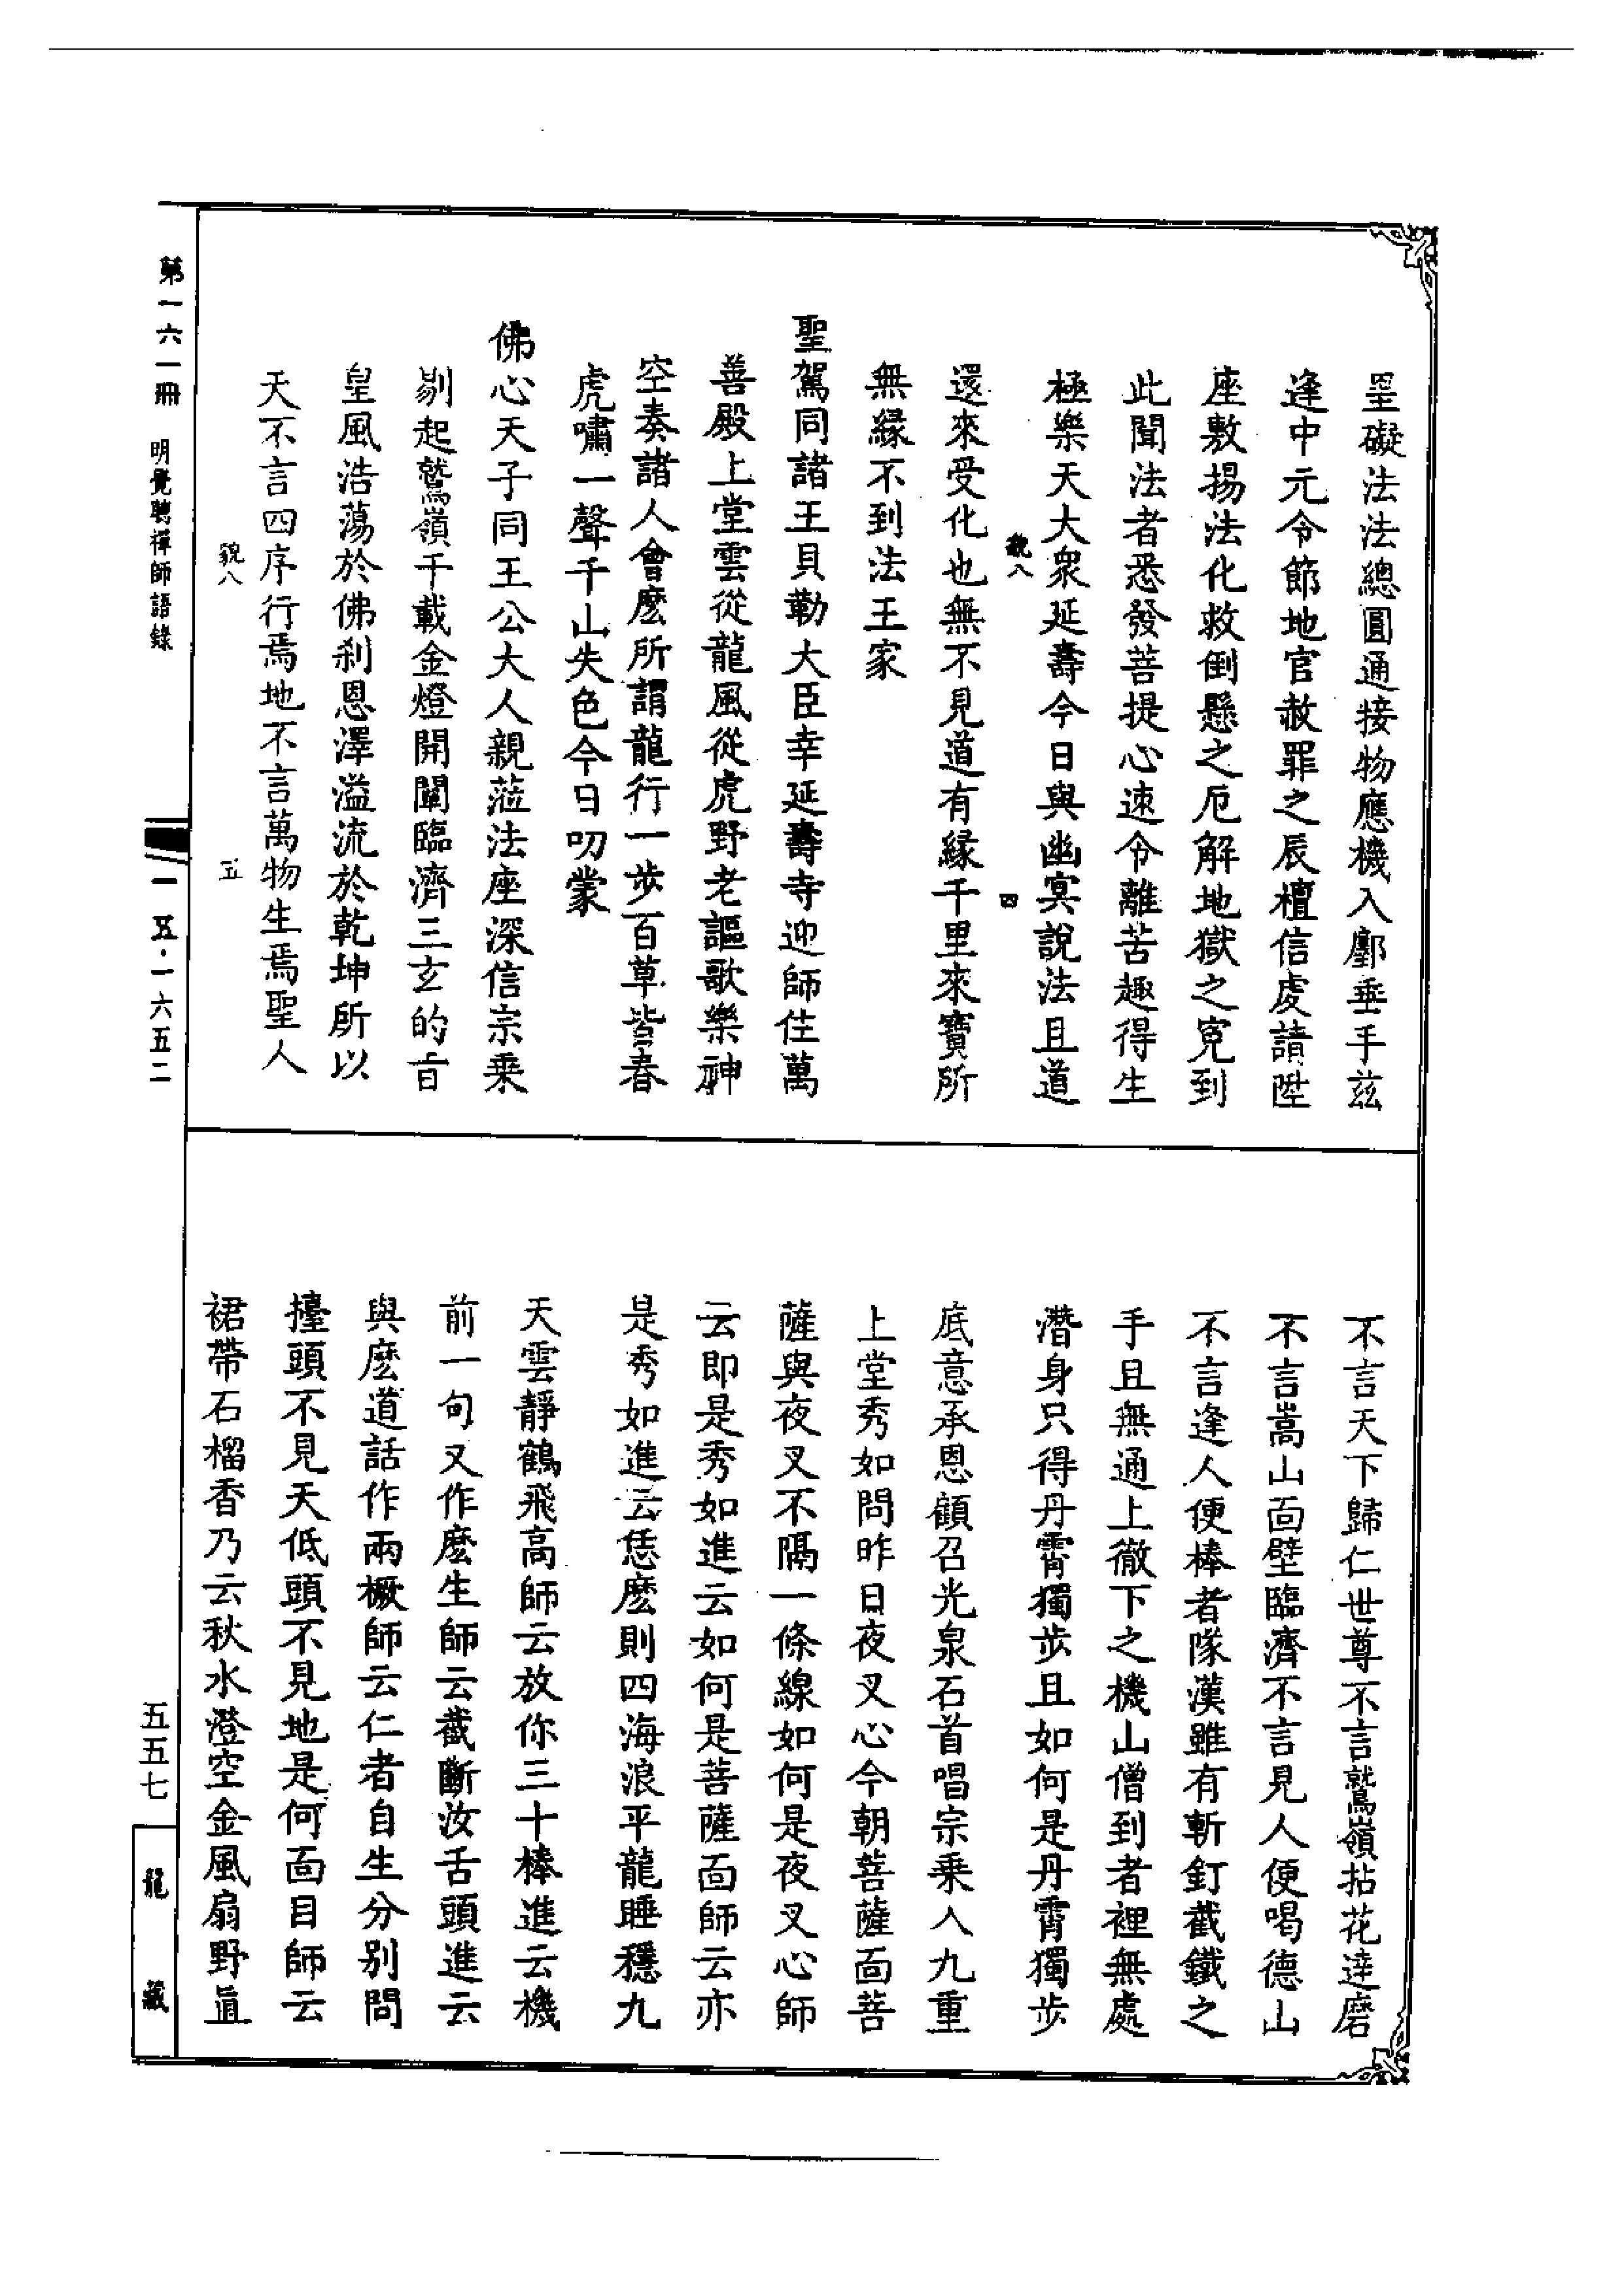 罣礙法法總圓通接物應機入鄽垂手茲
逢中元令節地官赦罪之辰檀信虔請陞
座敷揚法化救倒懸之厄解地獄之寃到
此聞法者悉發菩提心速令離苦趣得生
極樂天大衆延壽今日與幽冥說法且道
貌八 四
還來受化也無不見道有緣千里來寶所
無緣不到法王家
聖駕同諸王貝勒大臣幸延壽寺迎師住萬
善殿上堂雲從龍風從虎野老謳歌樂神
空奏諸人會麽所謂龍行一步百草皆春
虎嘯一聲千山失色今日叨蒙
佛心天子同王公大人親蒞法座深信宗乘
剔起鷲嶺千載金燈開闡臨濟三玄的旨
皇風浩蕩於佛刹恩澤溢流於乾坤所以
天不言四序行焉地不言萬物生焉聖人
貌八 五
不言天下歸仁世尊不言鷲嶺拈花達磨
不言嵩山面壁臨濟不言見人便喝德山
不言逢人便棒者隊漢雖有斬釘截鐵之
手且無通上徹下之機山僧到者裡無處
潛身只得丹霄獨步且如何是丹霄獨步
底意承恩顧召光泉石首唱宗乘入九重
上堂秀如問昨日夜叉心今朝菩薩面菩
薩與夜叉不隔一條線如何是夜叉心師
云即是秀如進云如何是菩薩面師云亦
是秀如進云恁麽則四海浪平龍睡穩九
天雲靜鶴飛高師云放你三十棒進云機
前一句又作麽生師云截斷汝舌頭進云
與麽道話作兩橛師云仁者自生分別問
擡頭不見天低頭不見地是何面目師云
裙帶石榴香乃云秋水澄空金風扇野眞
第一六一冊 明覺聰禪師語錄
一五·一六五二
五五七
龍藏